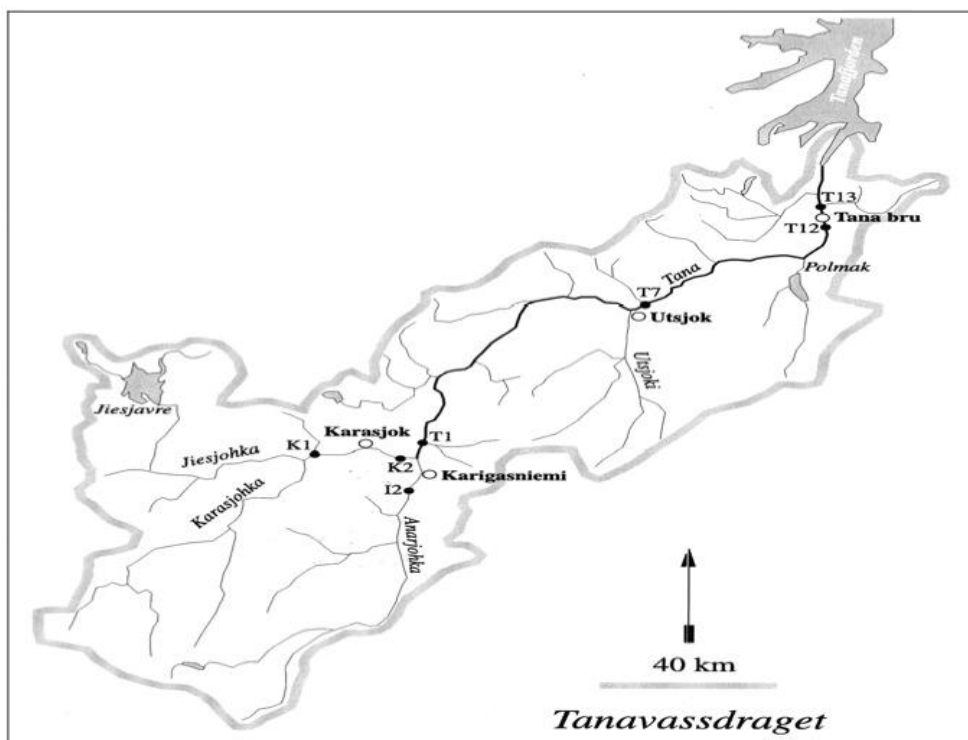 Tanafjorden
T13
Tana bru
T12
Polmak
Tana
T7
Utsjok
Utsjoki
Jiesjavre
Karasjok
T1
K1
Jiesjohka
K2
Karigasniemi
I2
Karasjohka
Anarjohka
40 km
Tanavassdraget